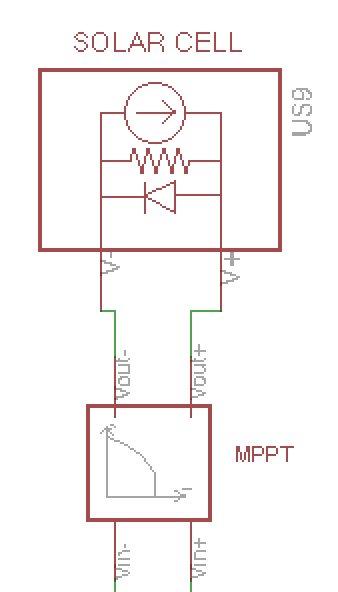 SOLAR CELL
US9
V-
V+
Vout-
Vout+
MPPT
Vin-
Vin+